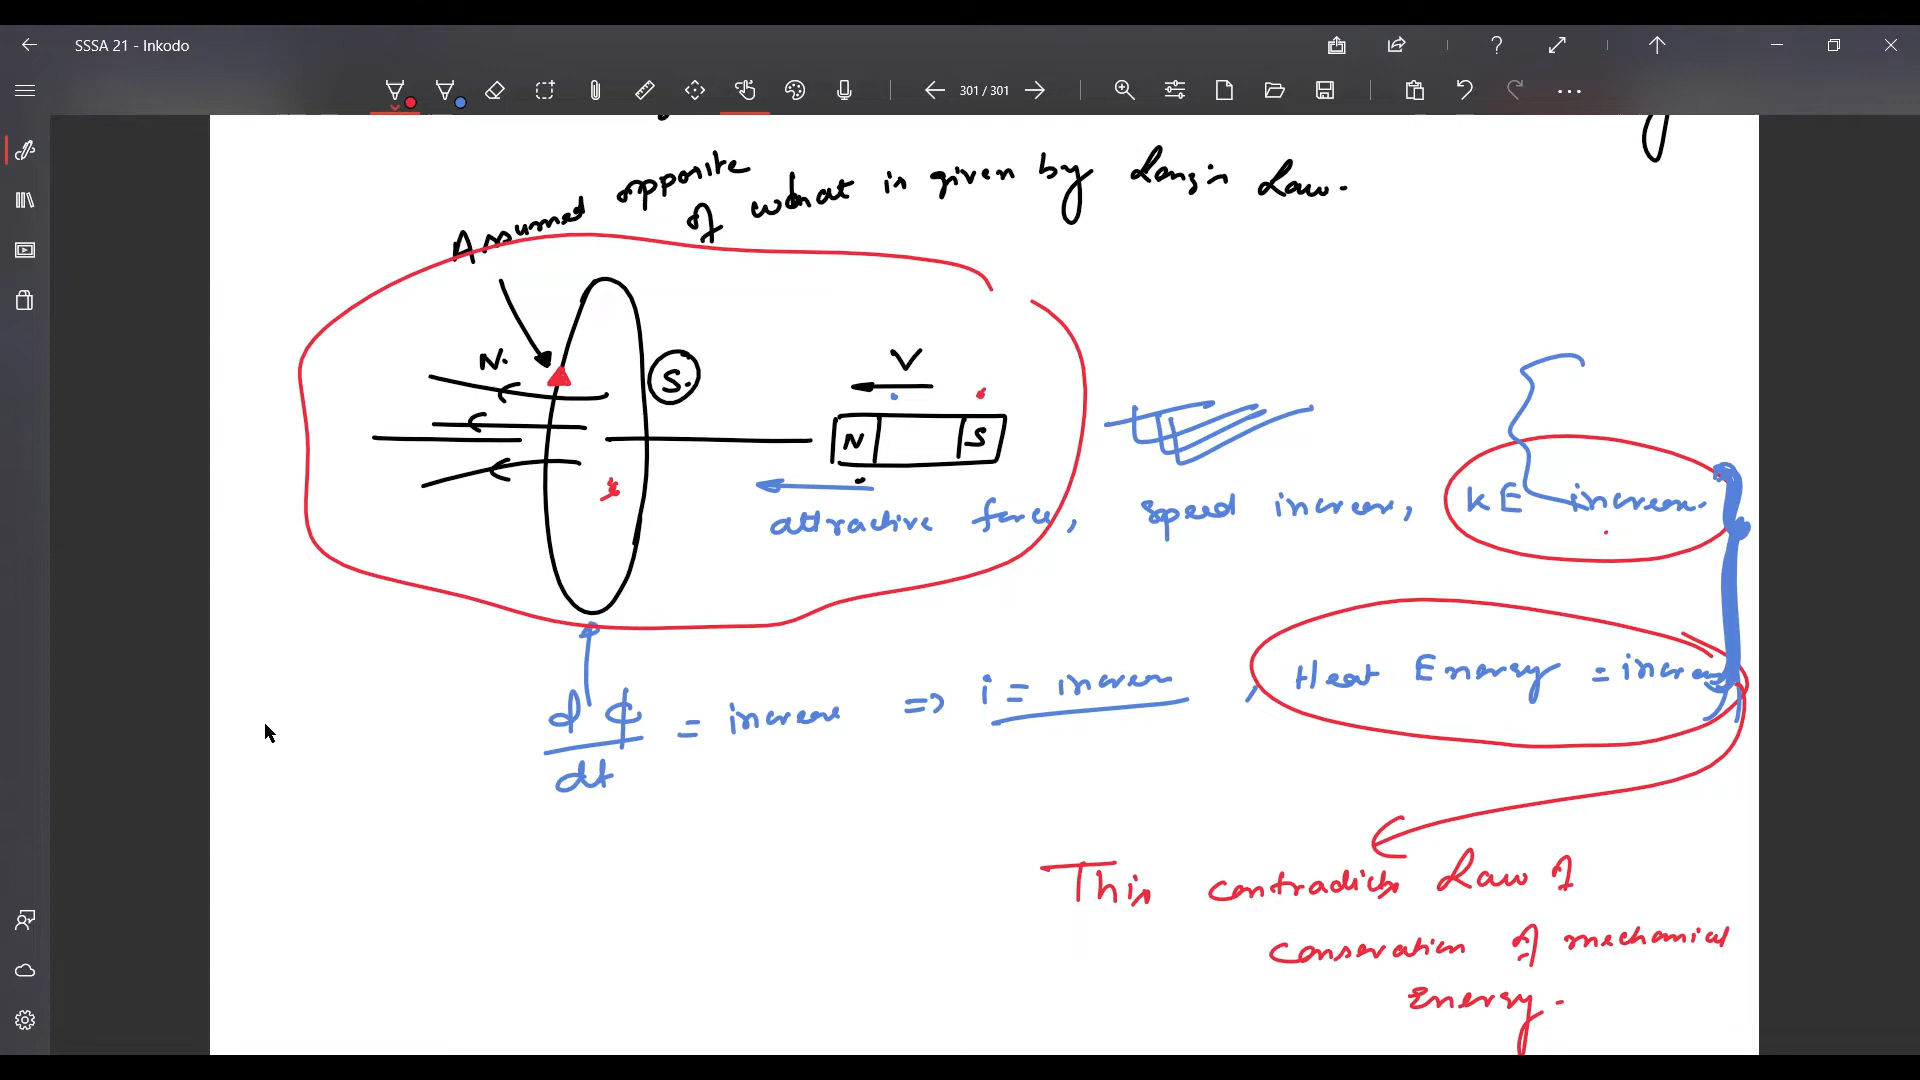 SSSA 21 - Inkodo
301 / 301
Assumed opposite
of what is given by Lenz's Law.
N.
S.
V
N
S
attractive force, speed increase, KE increase.
dϕ/dt = increase => i = increase, Heat Energy = increase
This contradicts Law of
conservation of mechanical
Energy.